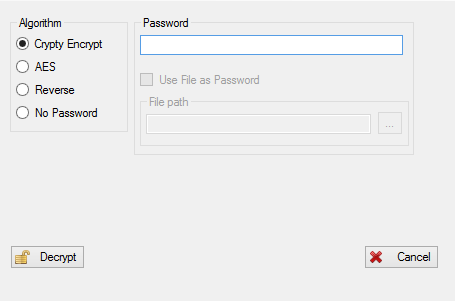 Algorithm
Password
Crypty Encrypt
AES
Use File as Password
Reverse
File path
No Password
...
Decrypt
Cancel